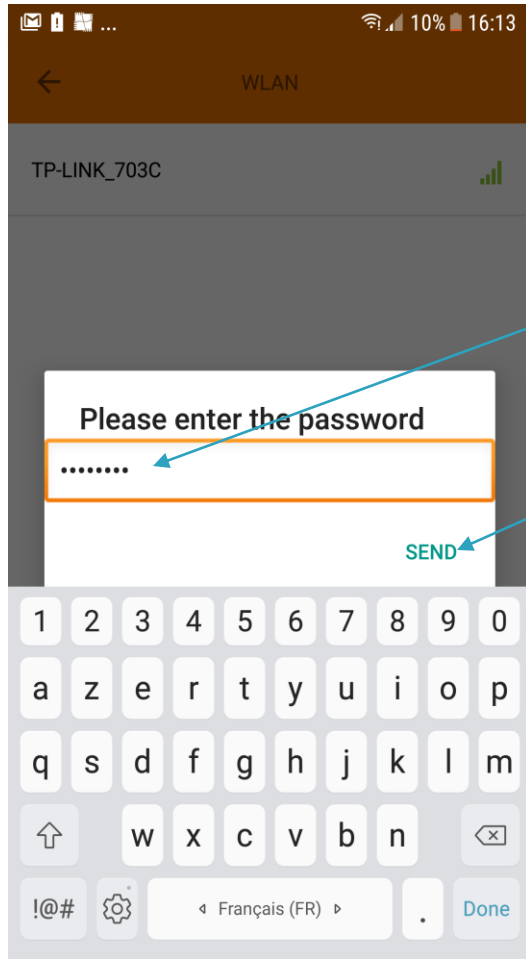 ... 10% 16:13
WLAN
TP-LINK_703C
Please enter the password
••••••••
SEND
1 2 3 4 5 6 7 8 9 0
a z e r t y u i o p
q s d f g h j k l m
w x c v b n
!@# Français (FR) . Done